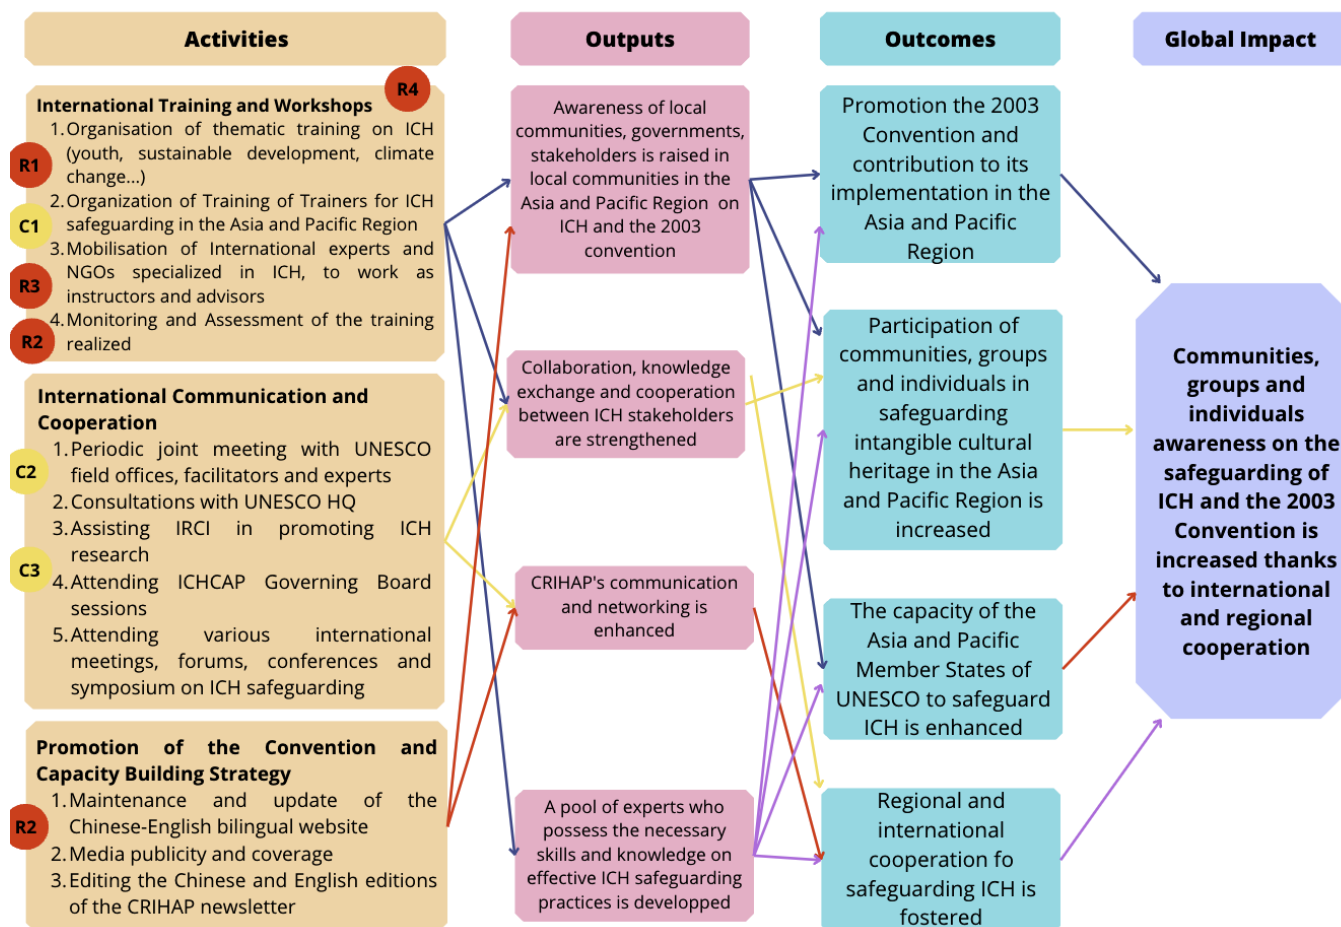 Activities
Outputs
Outcomes
Global Impact
R4
International Training and Workshops
1. Organisation of thematic training on ICH
(youth, sustainable development, climate
change...)
2. Organization of Training of Trainers for ICH
safeguarding in the Asia and Pacific Region
3. Mobilisation of International experts and
NGOs specialized in ICH, to work as
instructors and advisors
4. Monitoring and Assessment of the training
realized
R1
C1
R3
R2
International Communication and
Cooperation
1. Periodic joint meeting with UNESCO
field offices, facilitators and experts
2. Consultations with UNESCO HQ
3. Assisting IRCI in promoting ICH
research
4. Attending ICHCAP Governing Board
sessions
5. Attending various international
meetings, forums, conferences and
symposium on ICH safeguarding
C2
C3
Promotion of the Convention and
Capacity Building Strategy
1. Maintenance and update of the
Chinese-English bilingual website
2. Media publicity and coverage
3. Editing the Chinese and English editions
of the CRIHAP newsletter
R2
Awareness of local
communities, governments,
stakeholders is raised in
local communities in the
Asia and Pacific Region on
ICH and the 2003
convention
Collaboration, knowledge
exchange and cooperation
between ICH stakeholders
are strengthened
CRIHAP's communication
and networking is
enhanced
A pool of experts who
possess the necessary
skills and knowledge on
effective ICH safeguarding
practices is developped
Promotion the 2003
Convention and
contribution to its
implementation in the
Asia and Pacific
Region
Participation of
communities, groups
and individuals in
safeguarding
intangible cultural
heritage in the Asia
and Pacific Region is
increased
The capacity of the
Asia and Pacific
Member States of
UNESCO to safeguard
ICH is enhanced
Regional and
international
cooperation fo
safeguarding ICH is
fostered
Communities,
groups and
individuals
awareness on the
safeguarding of
ICH and the 2003
Convention is
increased thanks
to international
and regional
cooperation